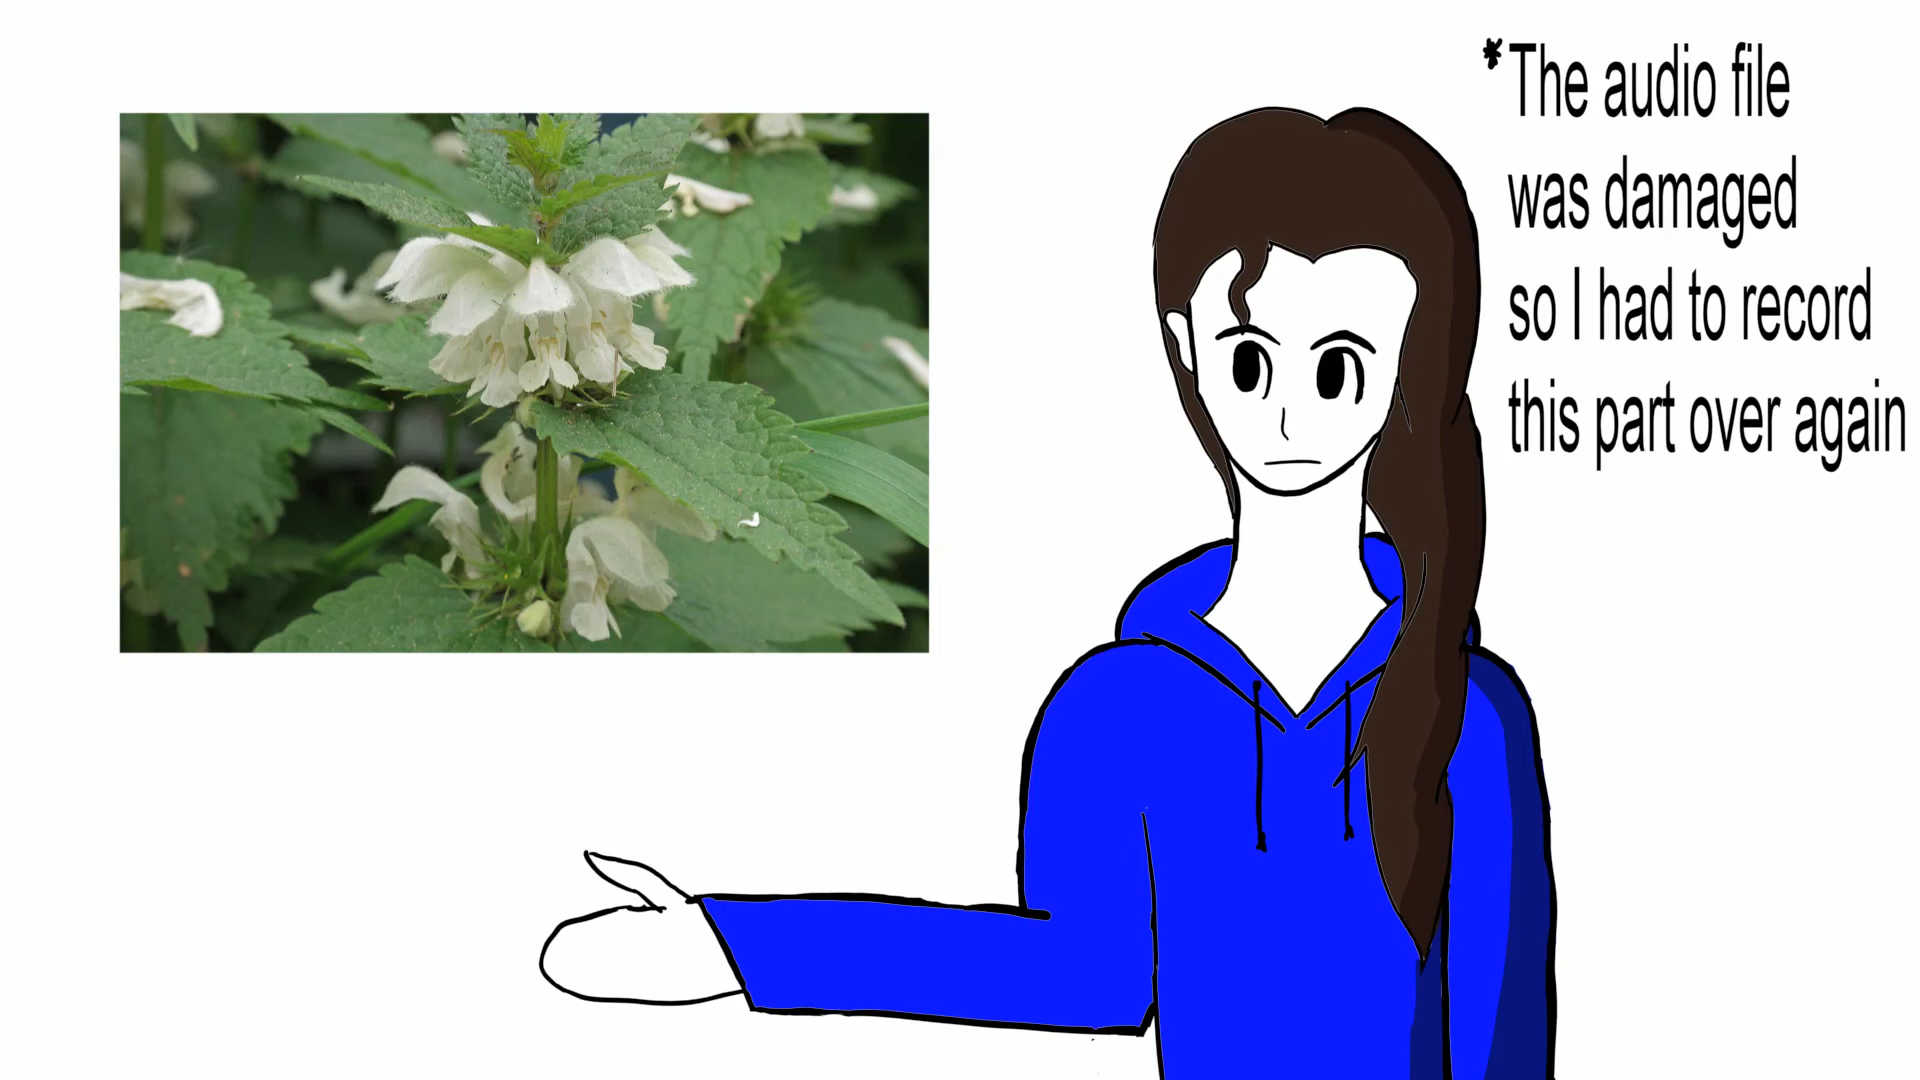 *The audio file
was damaged
so I had to record
this part over again